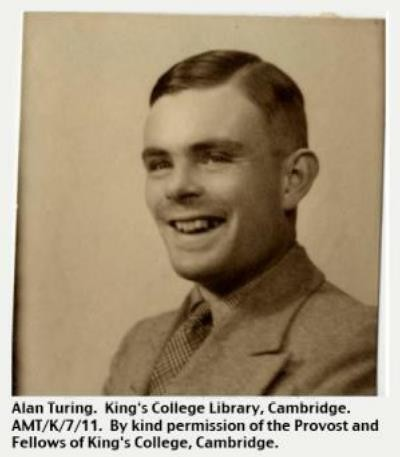 Alan Turing.  King's College Library, Cambridge.
AMT/K/7/11.  By kind permission of the Provost and
Fellows of King's College, Cambridge.